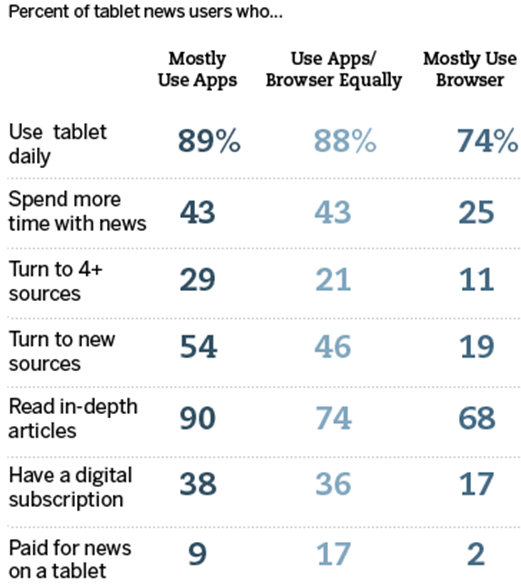 Percent of tablet news users who...
Mostly Use Apps/ Mostly Use
Use Apps Browser Equally Browser
Use tablet
daily 89% 88% 74%
Spend more
time with news 43 43 25
Turn to 4+
sources 29 21 11
Turn to new
sources 54 46 19
Read in-depth
articles 90 74 68
Have a digital
subscription 38 36 17
Paid for news
on a tablet 9 17 2